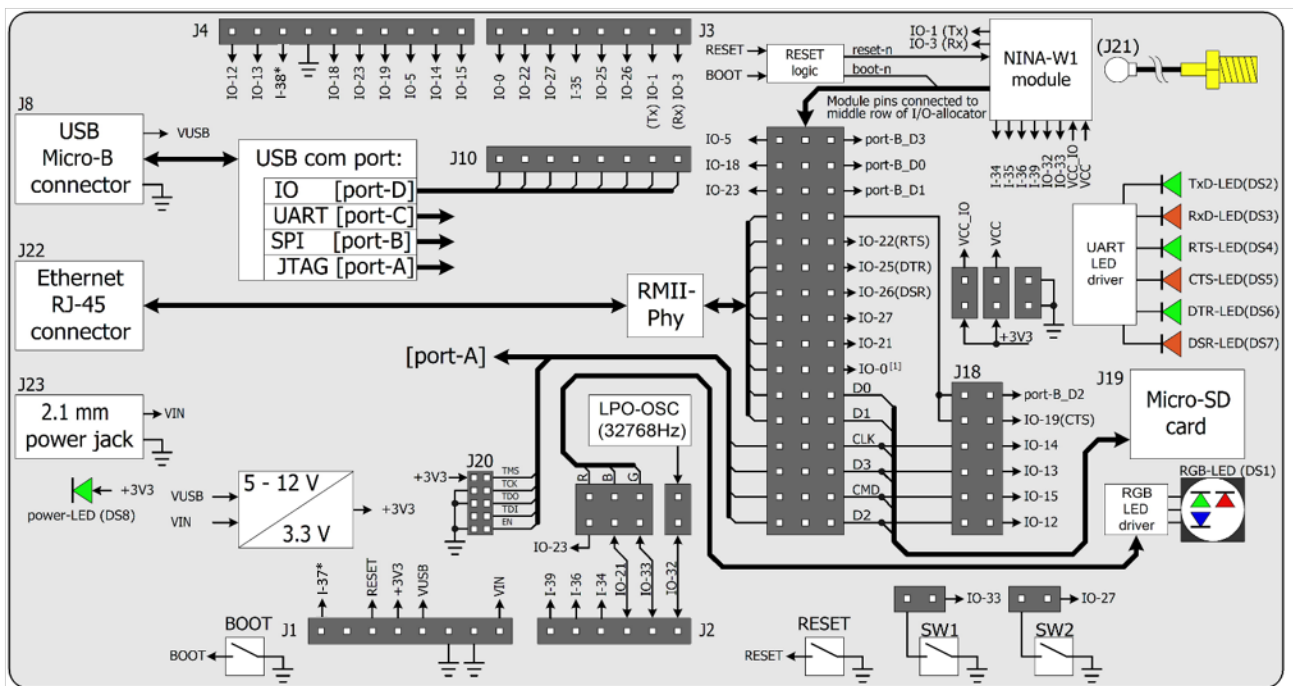 J4
J3
IO-12
IO-13
I-38*
IO-18
IO-23
IO-19
IO-5
IO-14
IO-15
IO-0
IO-22
IO-27
I-35
IO-25
IO-26
IO-1
(Tx)
IO-3
(Rx)
RESET
BOOT
RESET
logic
reset-n
boot-n
IO-1 (Tx)
IO-3 (Rx)
NINA-W1
module
(J21)
Module pins connected to
middle row of I/O-allocator
I-34
I-35
I-36
I-39
IO-32
IO-33
VCC_IO
VCC
J8
USB
Micro-B
connector
VUSB
USB com port:
IO [port-D]
UART [port-C]
SPI [port-B]
JTAG [port-A]
J10
IO-5
IO-18
IO-23
port-B_D3
port-B_D0
port-B_D1
IO-22(RTS)
IO-25(DTR)
IO-26(DSR)
IO-27
IO-21
IO-0[1]
D0
D1
CLK
D3
CMD
D2
VCC_IO
VCC
+3V3
UART
LED
driver
TxD-LED(DS2)
RxD-LED(DS3)
RTS-LED(DS4)
CTS-LED(DS5)
DTR-LED(DS6)
DSR-LED(DS7)
J22
Ethernet
RJ-45
connector
RMII-
Phy
[port-A]
J18
port-B_D2
IO-19(CTS)
IO-14
IO-13
IO-15
IO-12
J19
Micro-SD
card
RGB-LED (DS1)
RGB
LED
driver
J23
2.1 mm
power jack
VIN
+3V3
power-LED (DS8)
VUSB
VIN
5 - 12 V
3.3 V
+3V3
LPO-OSC
(32768Hz)
J20
+3V3
TMS
TCK
TDO
TDI
EN
R
B
G
IO-23
IO-21
IO-33
IO-32
I-37*
RESET
+3V3
VUSB
VIN
I-39
I-36
I-34
J1
J2
BOOT
BOOT
RESET
RESET
IO-33
SW1
IO-27
SW2